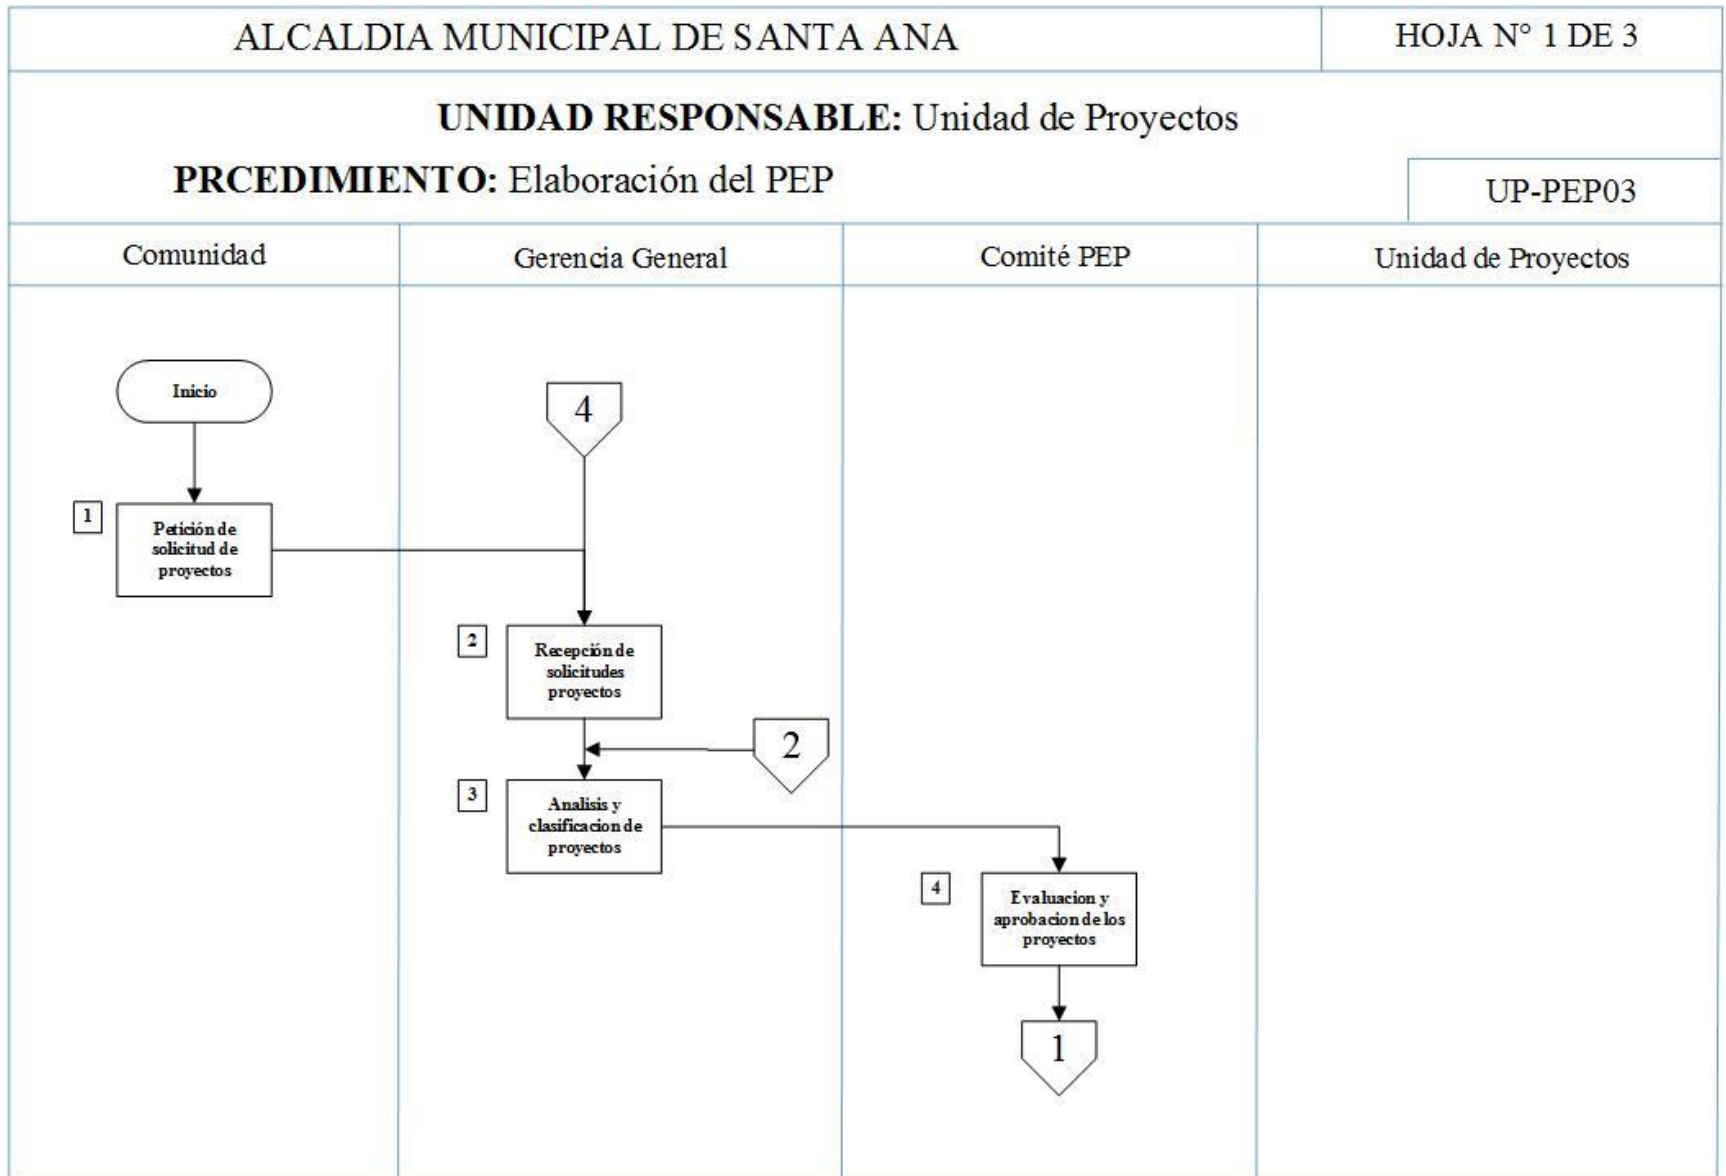 ALCALDIA MUNICIPAL DE SANTA ANA
HOJA N° 1 DE 3
UNIDAD RESPONSABLE: Unidad de Proyectos
PRCEDIMIENTO: Elaboración del PEP
UP-PEP03
Comunidad
Gerencia General
Comité PEP
Unidad de Proyectos
Inicio
4
1
Petición de
solicitud de
proyectos
2
Recepción de
solicitudes
proyectos
2
3
Analisis y
clasificacion de
proyectos
4
Evaluacion y
aprobacion de los
proyectos
1